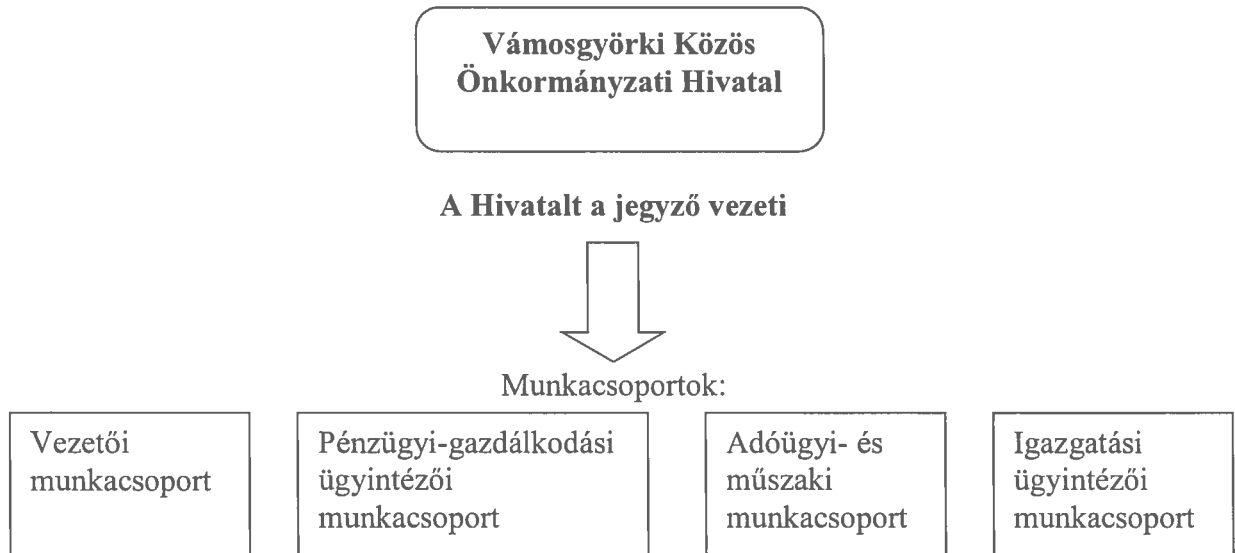 Vámosgyörki Közös
Önkormányzati Hivatal
A Hivatalt a jegyző vezeti
Munkacsoportok:
Vezetői
munkacsoport
Pénzügyi-gazdálkodási
ügyintézői
munkacsoport
Adóügyi- és
műszaki
munkacsoport
Igazgatási
ügyintézői
munkacsoport